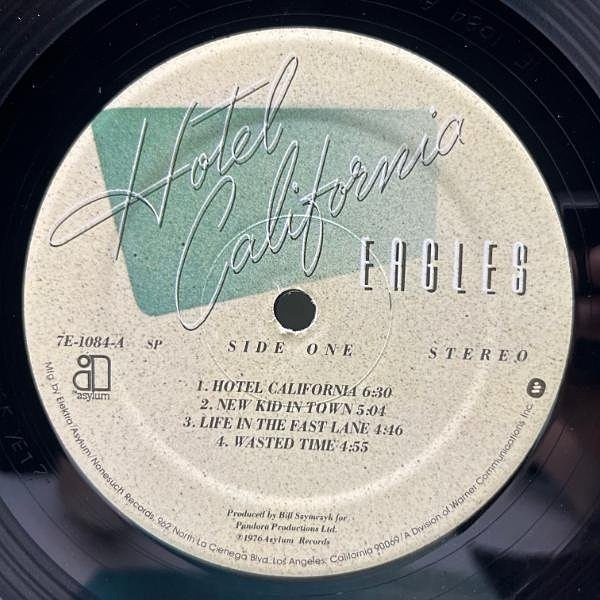 Hotel
California
EAGLES
7E-1084-A SP
SIDE ONE
STEREO
asylum
1. HOTEL CALIFORNIA 6:30
2. NEW KID IN TOWN 5:04
3. LIFE IN THE FAST LANE 4:46
4. WASTED TIME 4:55
Produced by Bill Szymczyk for
Pandora Productions Ltd.
℗1976 Asylum Records
Mfg. by Elektra/Asylum/Nonesuch Records, 962 North La Cienega Blvd. Los Angeles, California 90069/A Division of Warner Communications Inc.